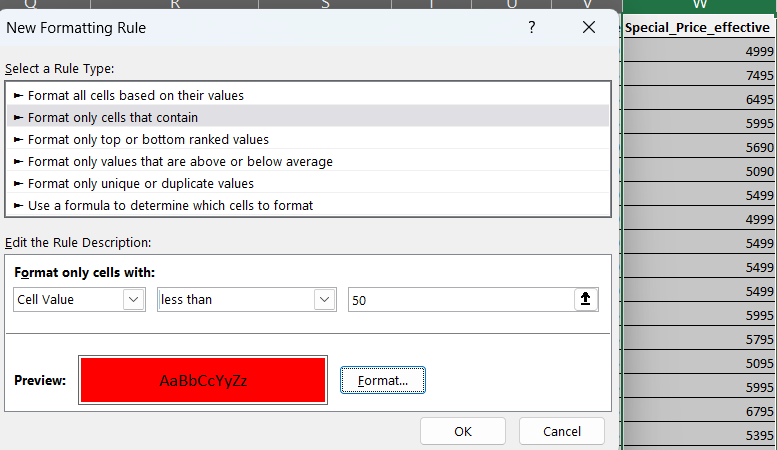 Q R S T U V W
New Formatting Rule ? ×
Select a Rule Type:
► Format all cells based on their values
► Format only cells that contain
► Format only top or bottom ranked values
► Format only values that are above or below average
► Format only unique or duplicate values
► Use a formula to determine which cells to format
Edit the Rule Description:
Format only cells with:
Cell Value less than 50
Preview: AaBbCcYyZz Format...
OK Cancel
Special_Price_effective
4999
7495
6495
5995
5690
5090
5499
4999
5499
5499
5499
5995
5795
5095
5995
6795
5395